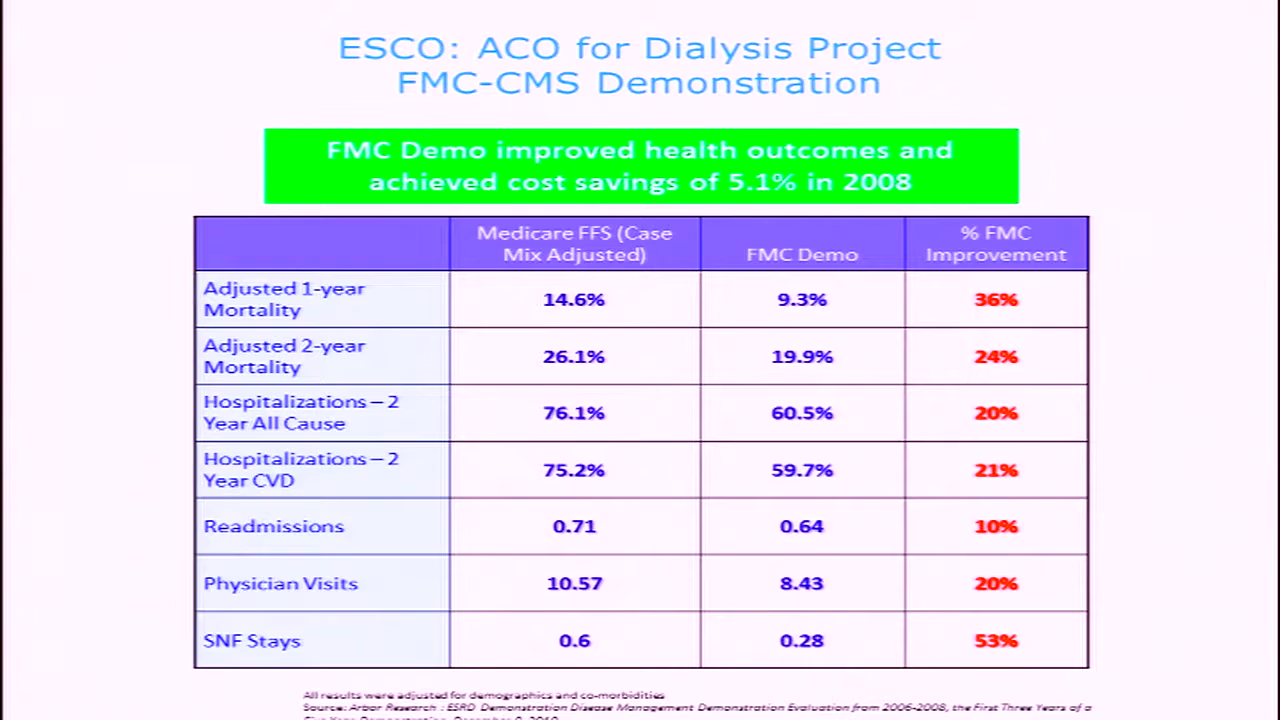 ESCO: ACO for Dialysis Project
FMC-CMS Demonstration
FMC Demo improved health outcomes and
achieved cost savings of 5.1% in 2008
Medicare FFS (Case
Mix Adjusted)
FMC Demo
% FMC
Improvement
Adjusted 1-year
Mortality
14.6%
9.3%
36%
Adjusted 2-year
Mortality
26.1%
19.9%
24%
Hospitalizations – 2
Year All Cause
76.1%
60.5%
20%
Hospitalizations – 2
Year CVD
75.2%
59.7%
21%
Readmissions
0.71
0.64
10%
Physician Visits
10.57
8.43
20%
SNF Stays
0.6
0.28
53%
All results were adjusted for demographics and co-morbidities
Source: Arbor Research : ESRD Demonstration Disease Management Demonstration Evaluation from 2006-2008, the First Three Years of a